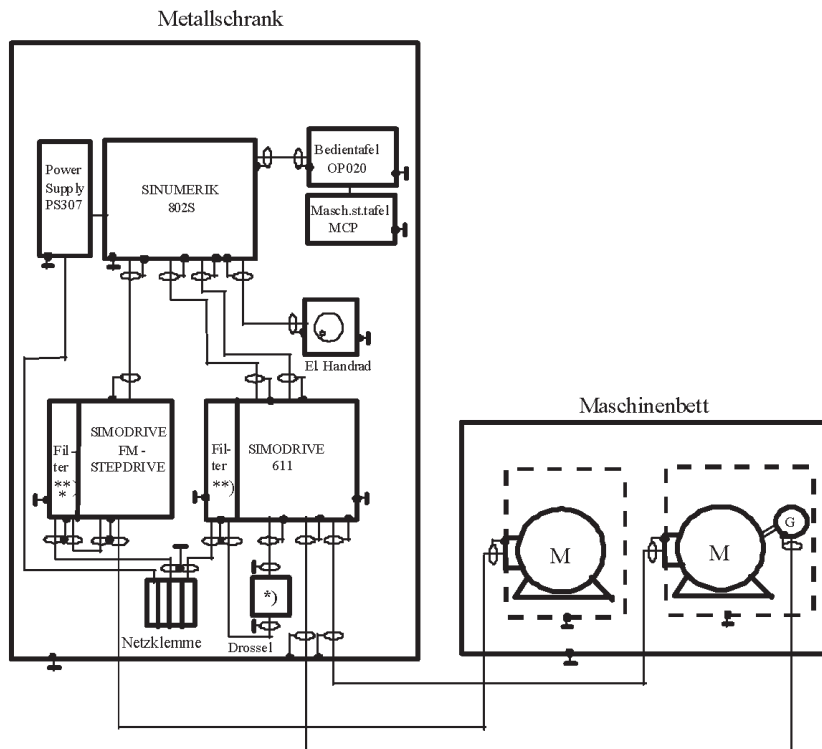 Metallschrank
Power
Supply
PS307
SINUMERIK
802S
Bedientafel
OP020
Masch.st.tafel
MCP
El Handrad
Fil-
ter
**)
*
SIMODRIVE
FM -
STEPDRIVE
Fil-
ter
**)
SIMODRIVE
611
Netzklemme
*)
Drossel
Maschinenbett
M
M
G